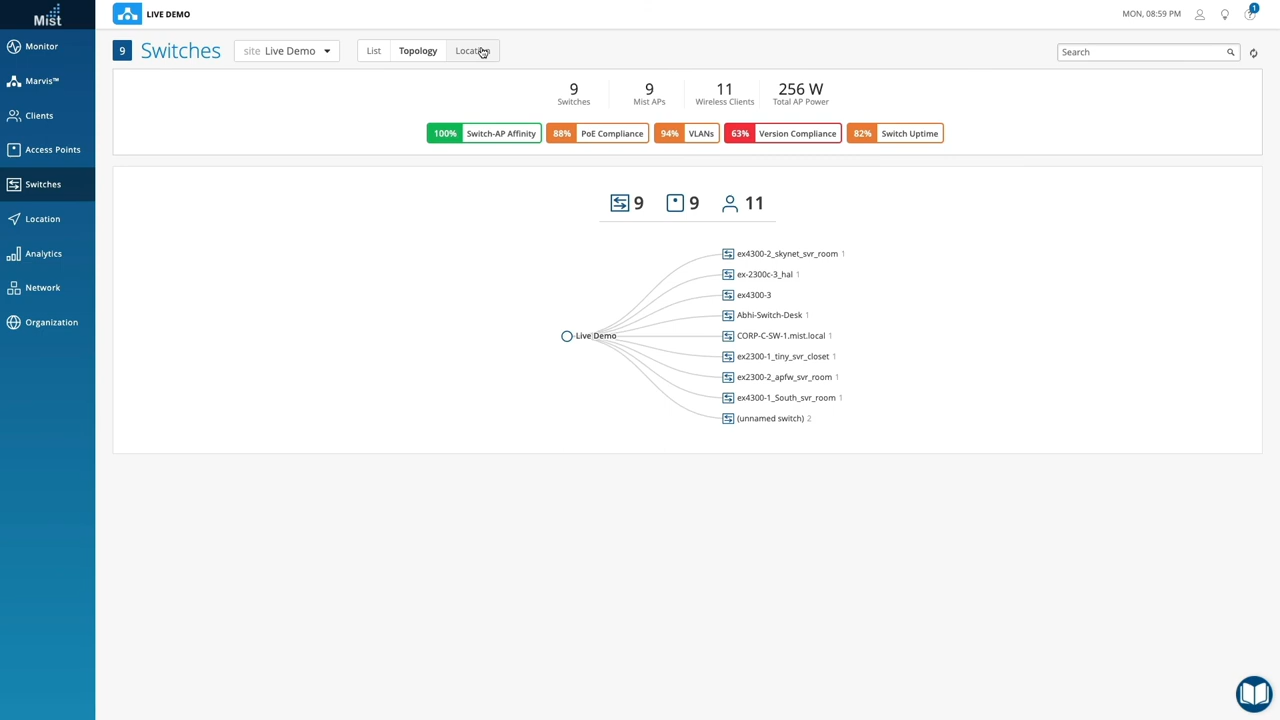 Mist
LIVE DEMO
MON, 08:59 PM
1
Monitor
Marvis™
Clients
Access Points
Switches
Location
Analytics
Network
Organization
9 Switches
site Live Demo
List
Topology
Search
9
Switches
9
Mist APs
11
Wireless Clients
256 W
Total AP Power
100% Switch-AP Affinity
88% PoE Compliance
94% VLANs
63% Version Compliance
82% Switch Uptime
9
9
11
Live Demo
ex4300-2_skynet_svr_room 1
ex-2300c-3_hal 1
ex4300-3
Abhi-Switch-Desk 1
CORP-C-SW-1.mist.local 1
ex2300-1_tiny_svr_closet 1
ex2300-2_apfw_svr_room 1
ex4300-1_South_svr_room 1
(unnamed switch) 2